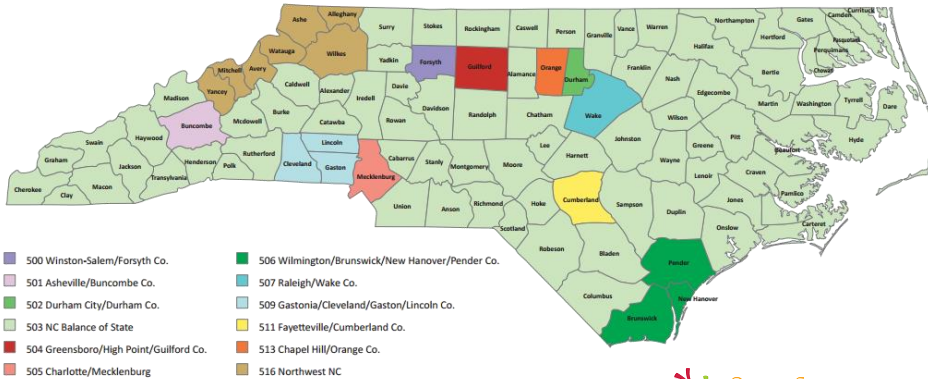 Ashe
Alleghany
Surry
Stokes
Rockingham
Caswell
Person
Granville
Vance
Warren
Northampton
Gates
Camden
Currituck
Pasquotank
Perquimans
Chowan
Hertford
Halifax
Watauga
Wilkes
Yadkin
Forsyth
Guilford
Alamance
Orange
Durham
Franklin
Nash
Bertle
Mitchell
Avery
Yancey
Caldwell
Alexander
Iredell
Davie
Davidson
Randolph
Chatham
Wake
Wilson
Edgecombe
Martin
Washington
Tyrrell
Dare
Madison
Buncombe
Mcdowell
Burke
Catawba
Rowan
Johnston
Greene
Pitt
Beaufort
Hyde
Haywood
Swain
Graham
Cherokee
Clay
Macon
Jackson
Transylvania
Henderson
Polk
Rutherford
Cleveland
Lincoln
Gaston
Mecklenburg
Cabarrus
Stanly
Montgomery
Moore
Lee
Harnett
Wayne
Lenoir
Craven
Pamlico
Jones
Carteret
Union
Anson
Richmond
Scotland
Hoke
Cumberland
Sampson
Duplin
Onslow
Robeson
Bladen
Columbus
Pender
New Hanover
Brunswick
500 Winston-Salem/Forsyth Co.
501 Asheville/Buncombe Co.
502 Durham City/Durham Co.
503 NC Balance of State
504 Greensboro/High Point/Guilford Co.
505 Charlotte/Mecklenburg
506 Wilmington/Brunswick/New Hanover/Pender Co.
507 Raleigh/Wake Co.
509 Gastonia/Cleveland/Gaston/Lincoln Co.
511 Fayetteville/Cumberland Co.
513 Chapel Hill/Orange Co.
516 Northwest NC